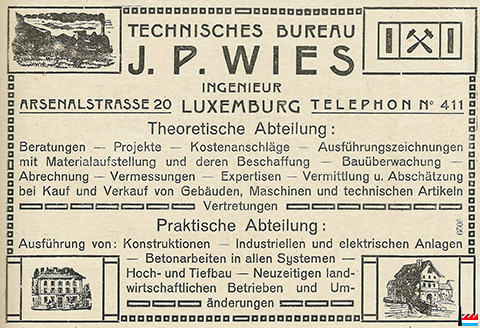 TECHNISCHES BUREAU
J. P. WIES
INGENIEUR
ARSENALSTRASSE 20 LUXEMBURG TELEPHON No 411
Theoretische Abteilung:
Beratungen — Projekte — Kostenanschläge — Ausführungszeichnungen
mit Materialaufstellung und deren Beschaffung — Bauüberwachung —
Abrechnung — Vermessungen — Expertisen — Vermittlung u. Abschätzung
bei Kauf und Verkauf von Gebäuden, Maschinen und technischen Artikeln
Vertretungen
Praktische Abteilung:
Ausführung von: Konstruktionen — Industriellen und elektrischen Anlagen
— Betonarbeiten in allen Systemen —
Hoch- und Tiefbau — Neuzeitigen land-
wirtschaftlichen Betrieben und Um-
änderungen